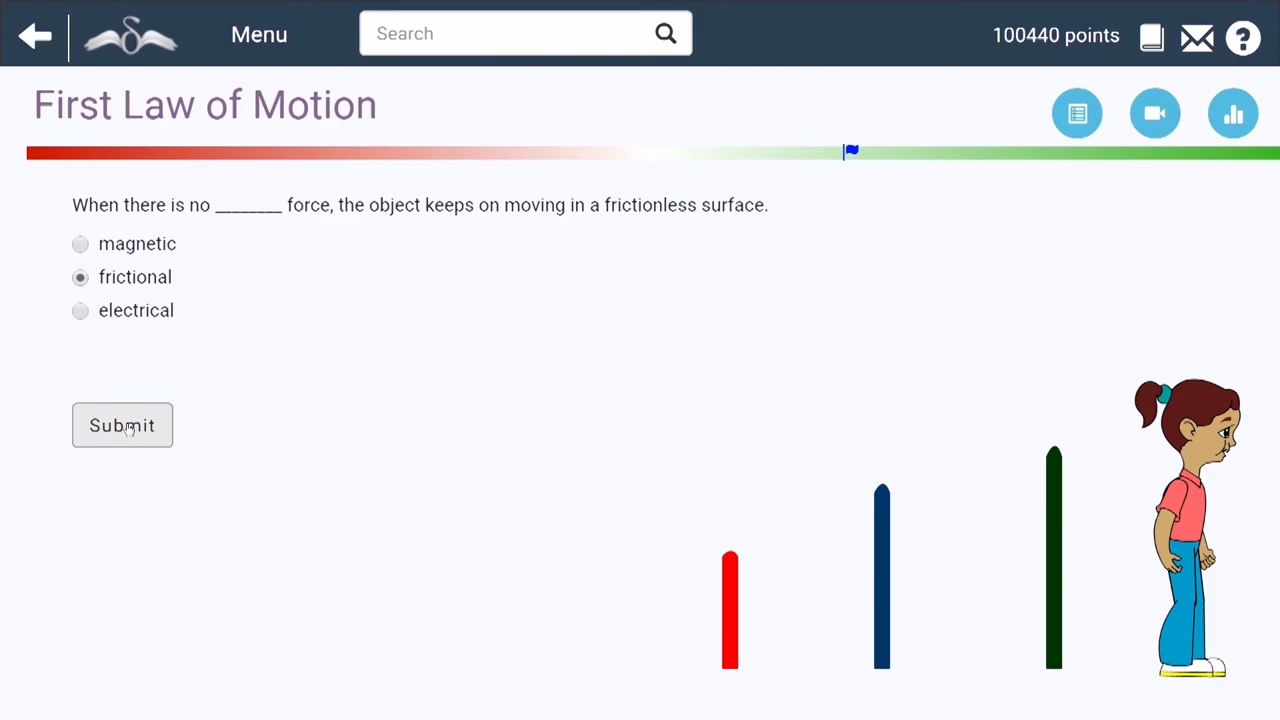 Menu
Search
100440 points
?
First Law of Motion
When there is no ________ force, the object keeps on moving in a frictionless surface.
magnetic
frictional
electrical
Submit